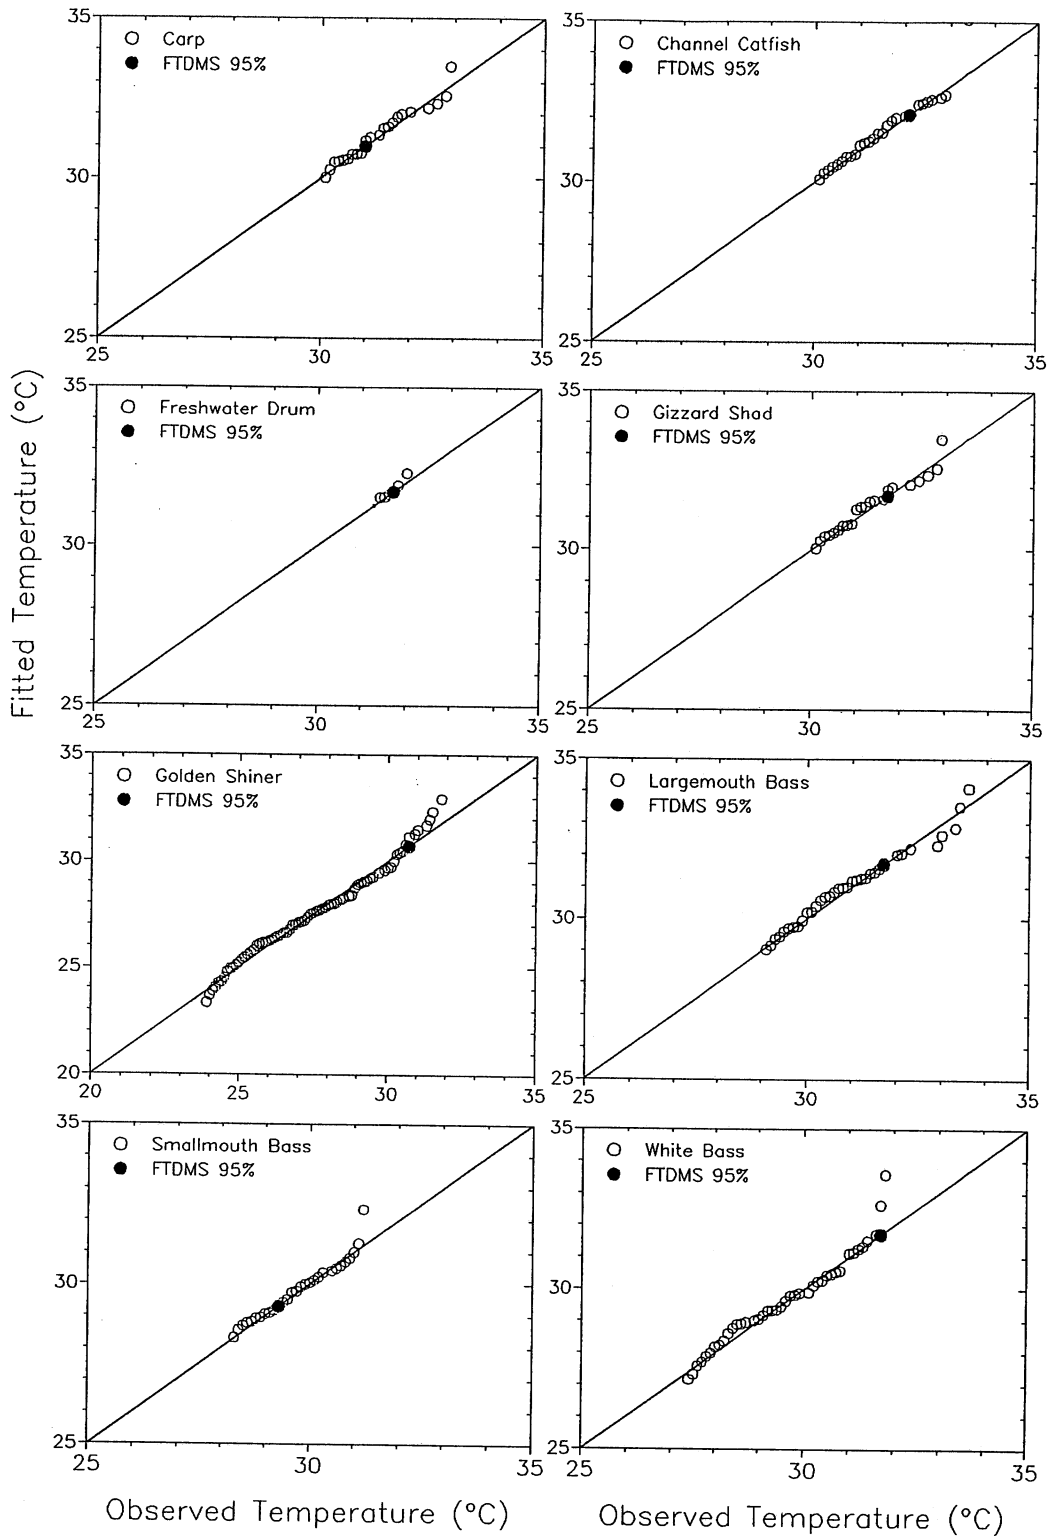 35
Carp
FTDMS 95%
30
25
25 30 35
35
Channel Catfish
FTDMS 95%
30
25
25 30 35
Fitted Temperature (°C)
35
Freshwater Drum
FTDMS 95%
30
25
25 30 35
35
Gizzard Shad
FTDMS 95%
30
25
25 30 35
35
Golden Shiner
FTDMS 95%
30
25
20
20 25 30 35
35
Largemouth Bass
FTDMS 95%
30
25
25 30 35
35
Smallmouth Bass
FTDMS 95%
30
25
25 30 35
35
White Bass
FTDMS 95%
30
25
25 30 35
Observed Temperature (°C)
Observed Temperature (°C)